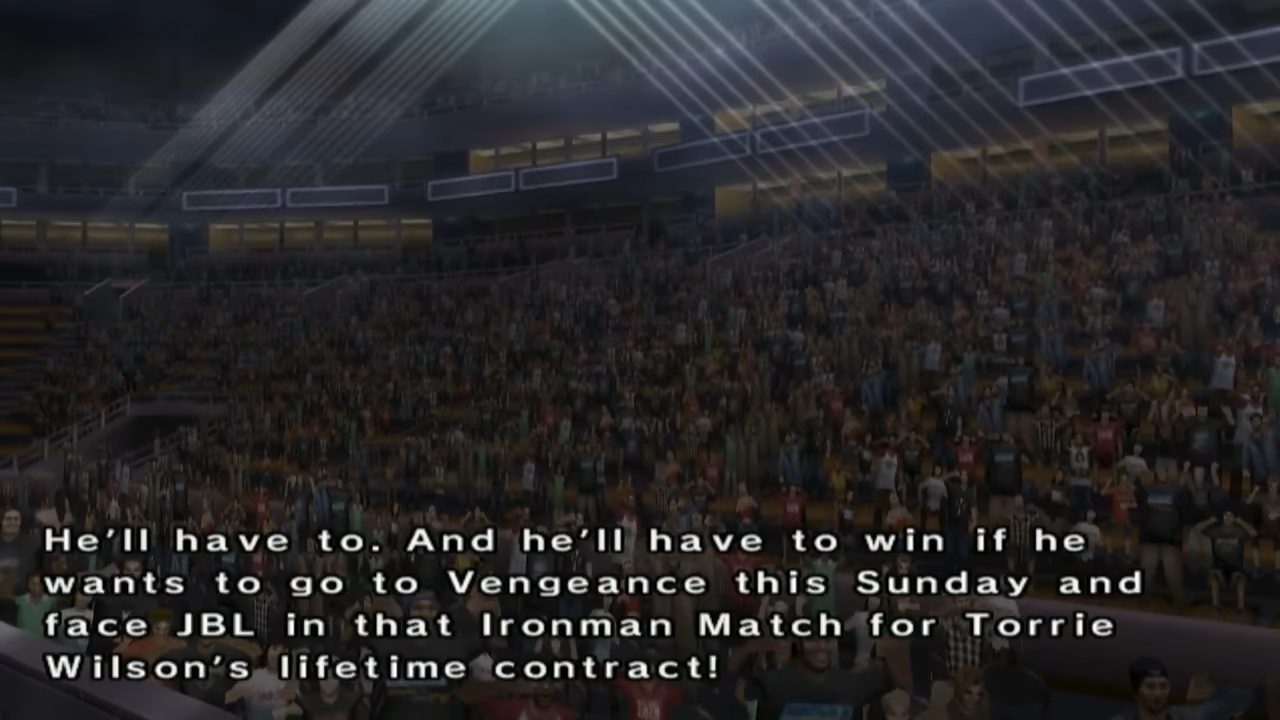 He'll have to. And he'll have to win if he
wants to go to Vengeance this Sunday and
face JBL in that Ironman Match for Torrie
Wilson's lifetime contract!